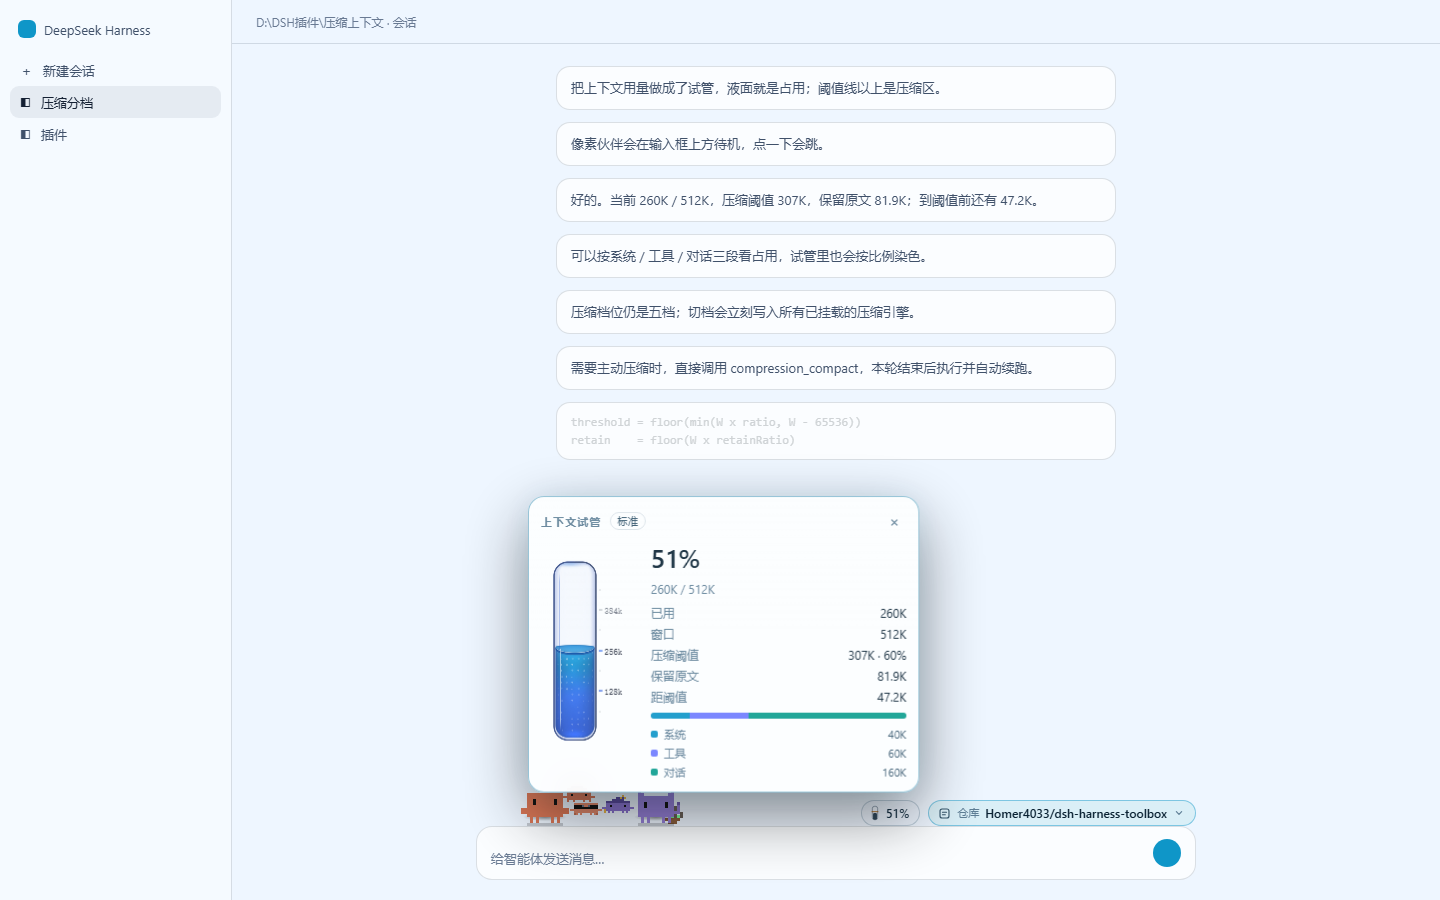 DeepSeek Harness
+ 新建会话
压缩分档
插件
D:\DSH插件\压缩上下文 · 会话
把上下文用量做成了试管，液面就是占用；阈值线以上是压缩区。
像素伙伴会在输入框上方待机，点一下会跳。
好的。当前 260K / 512K，压缩阈值 307K，保留原文 81.9K；到阈值前还有 47.2K。
可以按系统 / 工具 / 对话三段看占用，试管里也会按比例染色。
压缩档位仍是五档；切档会立刻写入所有已挂载的压缩引擎。
需要主动压缩时，直接调用 compression_compact，本轮结束后执行并自动续跑。
threshold = floor(min(W x ratio, W - 65536))
retain    = floor(W x retainRatio)
上下文试管 标准 ×
51%
260K / 512K
已用 260K
窗口 512K
压缩阈值 307K · 60%
保留原文 81.9K
距阈值 47.2K
系统 40K
工具 60K
对话 160K
384k
256k
128k
51%
仓库 Homer4033/dsh-harness-toolbox
给智能体发送消息...